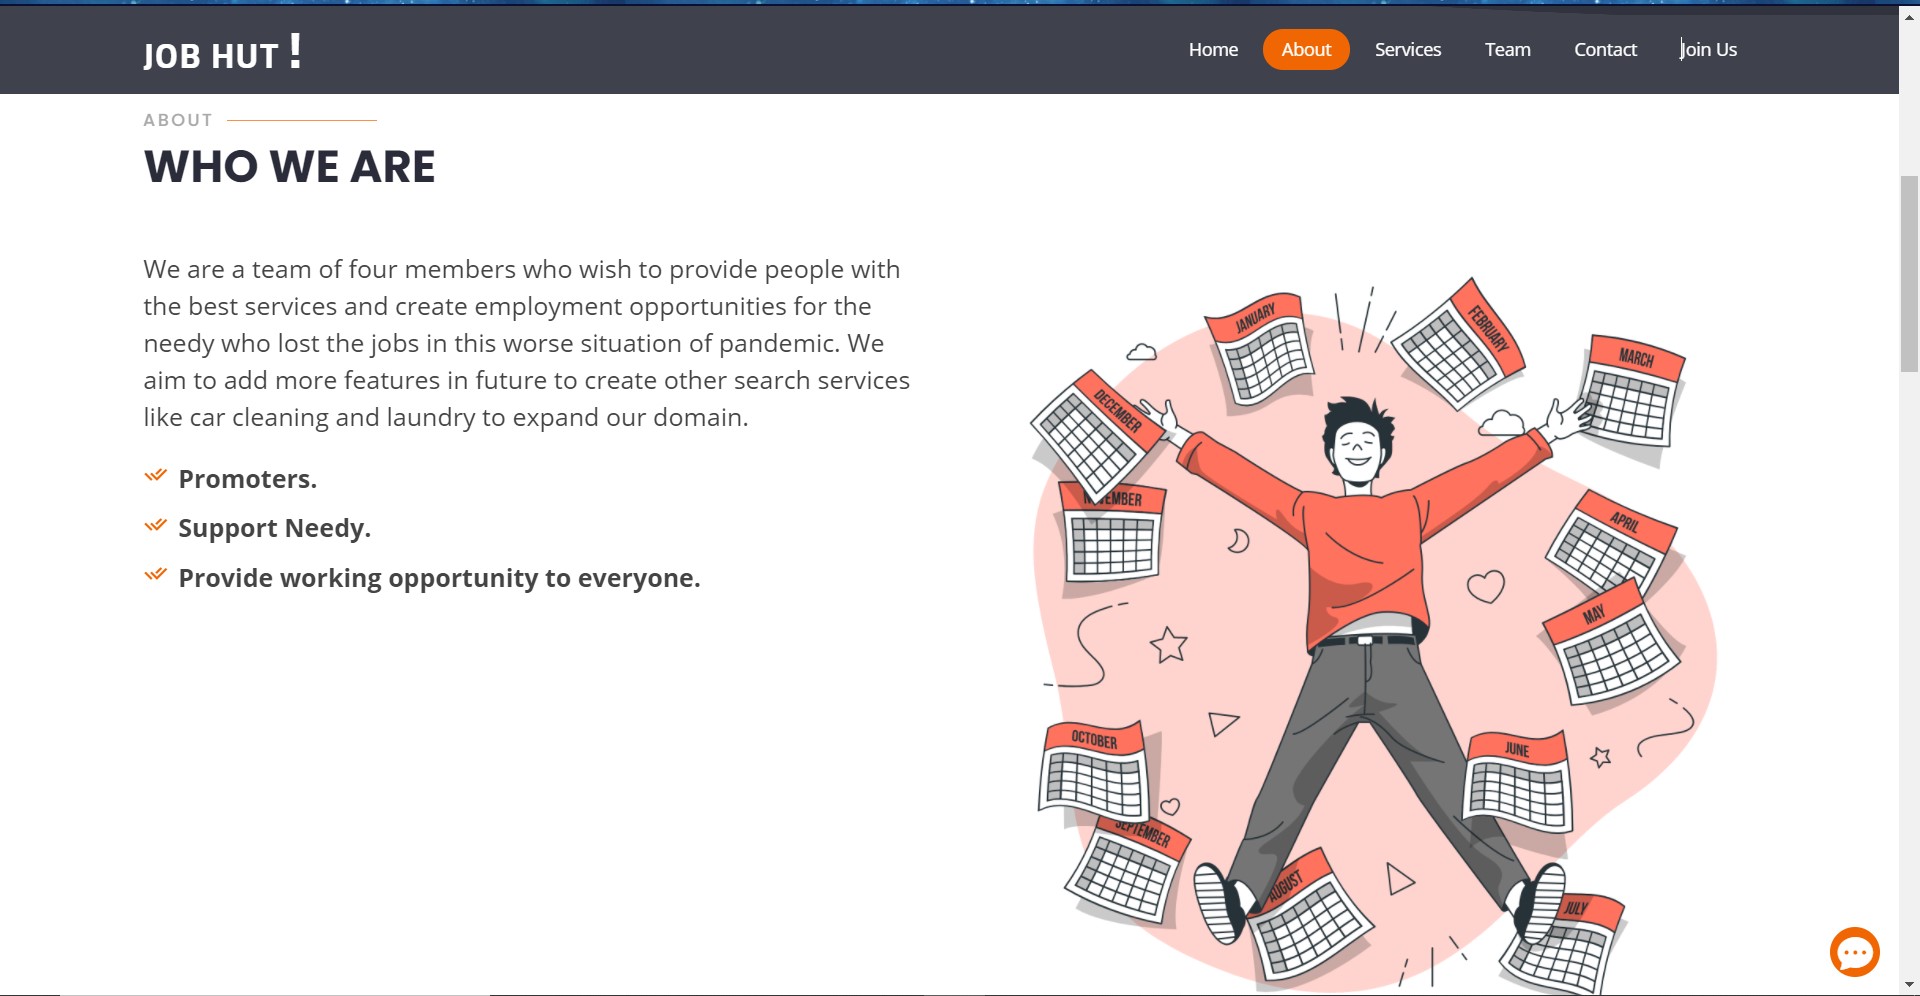 JOB HUT !
Home About Services Team Contact Join Us
ABOUT
WHO WE ARE
We are a team of four members who wish to provide people with
the best services and create employment opportunities for the
needy who lost the jobs in this worse situation of pandemic. We
aim to add more features in future to create other search services
like car cleaning and laundry to expand our domain.
Promoters.
Support Needy.
Provide working opportunity to everyone.
JANUARY
FEBRUARY
MARCH
DECEMBER
NOVEMBER
APRIL
MAY
OCTOBER
JUNE
SEPTEMBER
AUGUST
JULY